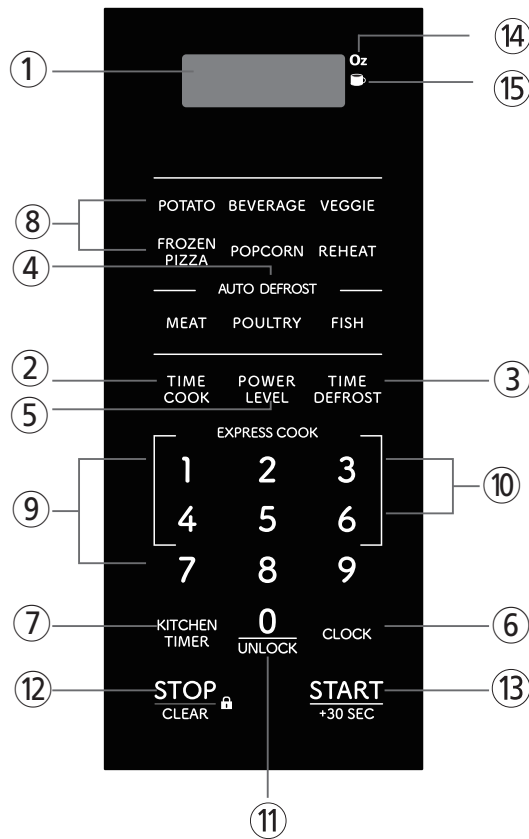 ⑭
Oz
①
⑮
POTATO BEVERAGE VEGGIE
⑧
FROZEN PIZZA POPCORN REHEAT
④
AUTO DEFROST
MEAT POULTRY FISH
②
③
TIME COOK POWER LEVEL TIME DEFROST
⑤
EXPRESS COOK
1 2 3
⑨
⑩
4 5 6
7 8 9
⑦
KITCHEN TIMER 0 UNLOCK CLOCK
⑥
⑫
STOP CLEAR START +30 SEC
⑬
⑪